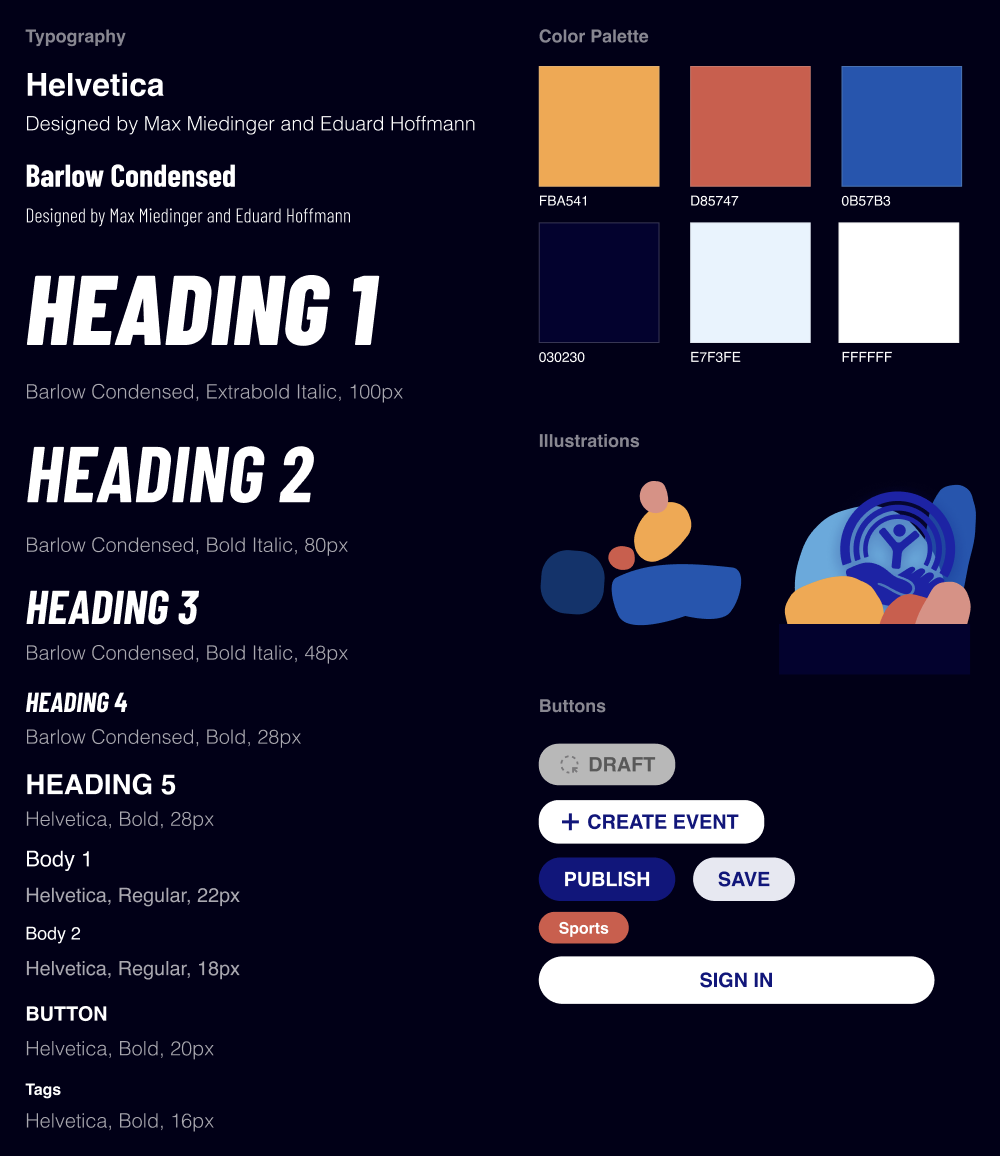 Typography
Helvetica
Designed by Max Miedinger and Eduard Hoffmann
Barlow Condensed
Designed by Max Miedinger and Eduard Hoffmann
HEADING 1
Barlow Condensed, Extrabold Italic, 100px
HEADING 2
Barlow Condensed, Bold Italic, 80px
HEADING 3
Barlow Condensed, Bold Italic, 48px
HEADING 4
Barlow Condensed, Bold, 28px
HEADING 5
Helvetica, Bold, 28px
Body 1
Helvetica, Regular, 22px
Body 2
Helvetica, Regular, 18px
BUTTON
Helvetica, Bold, 20px
Tags
Helvetica, Bold, 16px
Color Palette
FBA541
D85747
0B57B3
030230
E7F3FE
FFFFFF
Illustrations
Buttons
DRAFT
+ CREATE EVENT
PUBLISH
SAVE
Sports
SIGN IN